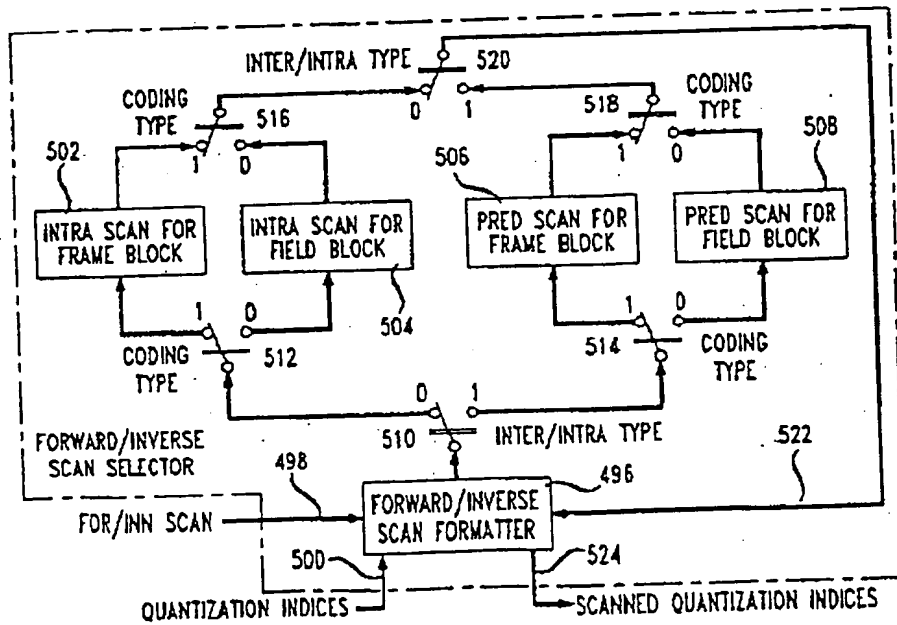 INTER/INTRA TYPE
520
0 1
CODING
TYPE
516
1 0
518
CODING
TYPE
1 0
502
INTRA SCAN FOR
FRAME BLOCK
INTRA SCAN FOR
FIELD BLOCK
504
506
PRED SCAN FOR
FRAME BLOCK
508
PRED SCAN FOR
FIELD BLOCK
1 0
CODING
TYPE
512
1 0
514
CODING
TYPE
0 1
510
INTER/INTRA TYPE
FORWARD/INVERSE
SCAN SELECTOR
498
496
522
FOR/INN SCAN
FORWARD/INVERSE
SCAN FORMATTER
500
524
QUANTIZATION INDICES
SCANNED QUANTIZATION INDICES